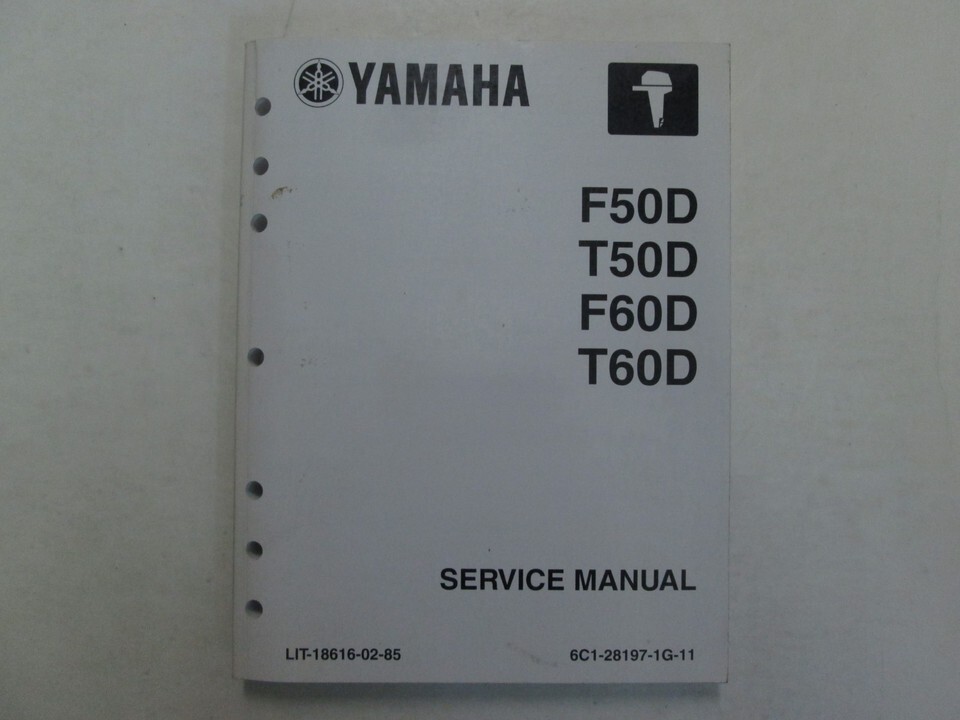 YAMAHA
F50D
T50D
F60D
T60D
SERVICE MANUAL
LIT-18616-02-85 6C1-28197-1G-11